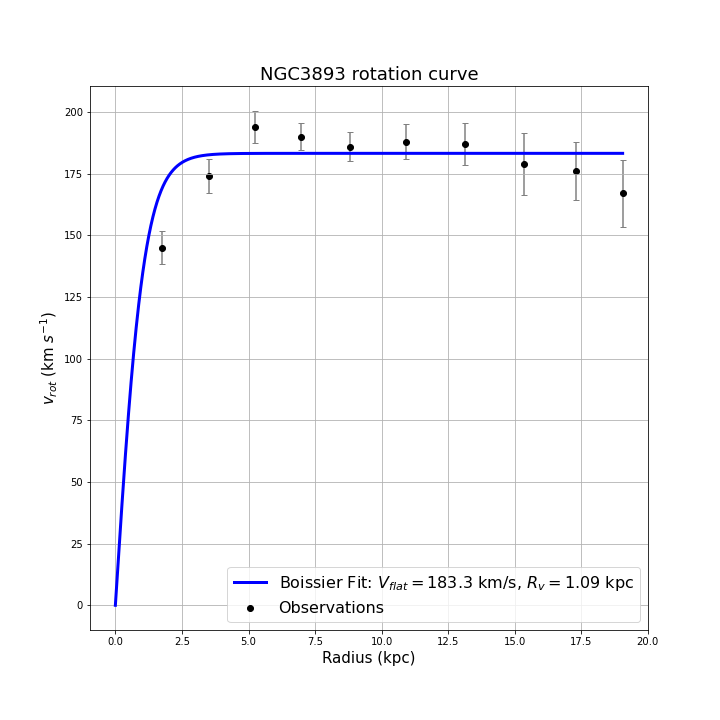 NGC3893 rotation curve
200
175
150
125
100
75
50
25
0
v_rot (km s⁻¹)
0.0 2.5 5.0 7.5 10.0 12.5 15.0 17.5 20.0
Radius (kpc)
Boissier Fit: V_flat = 183.3 km/s, R_v = 1.09 kpc
Observations